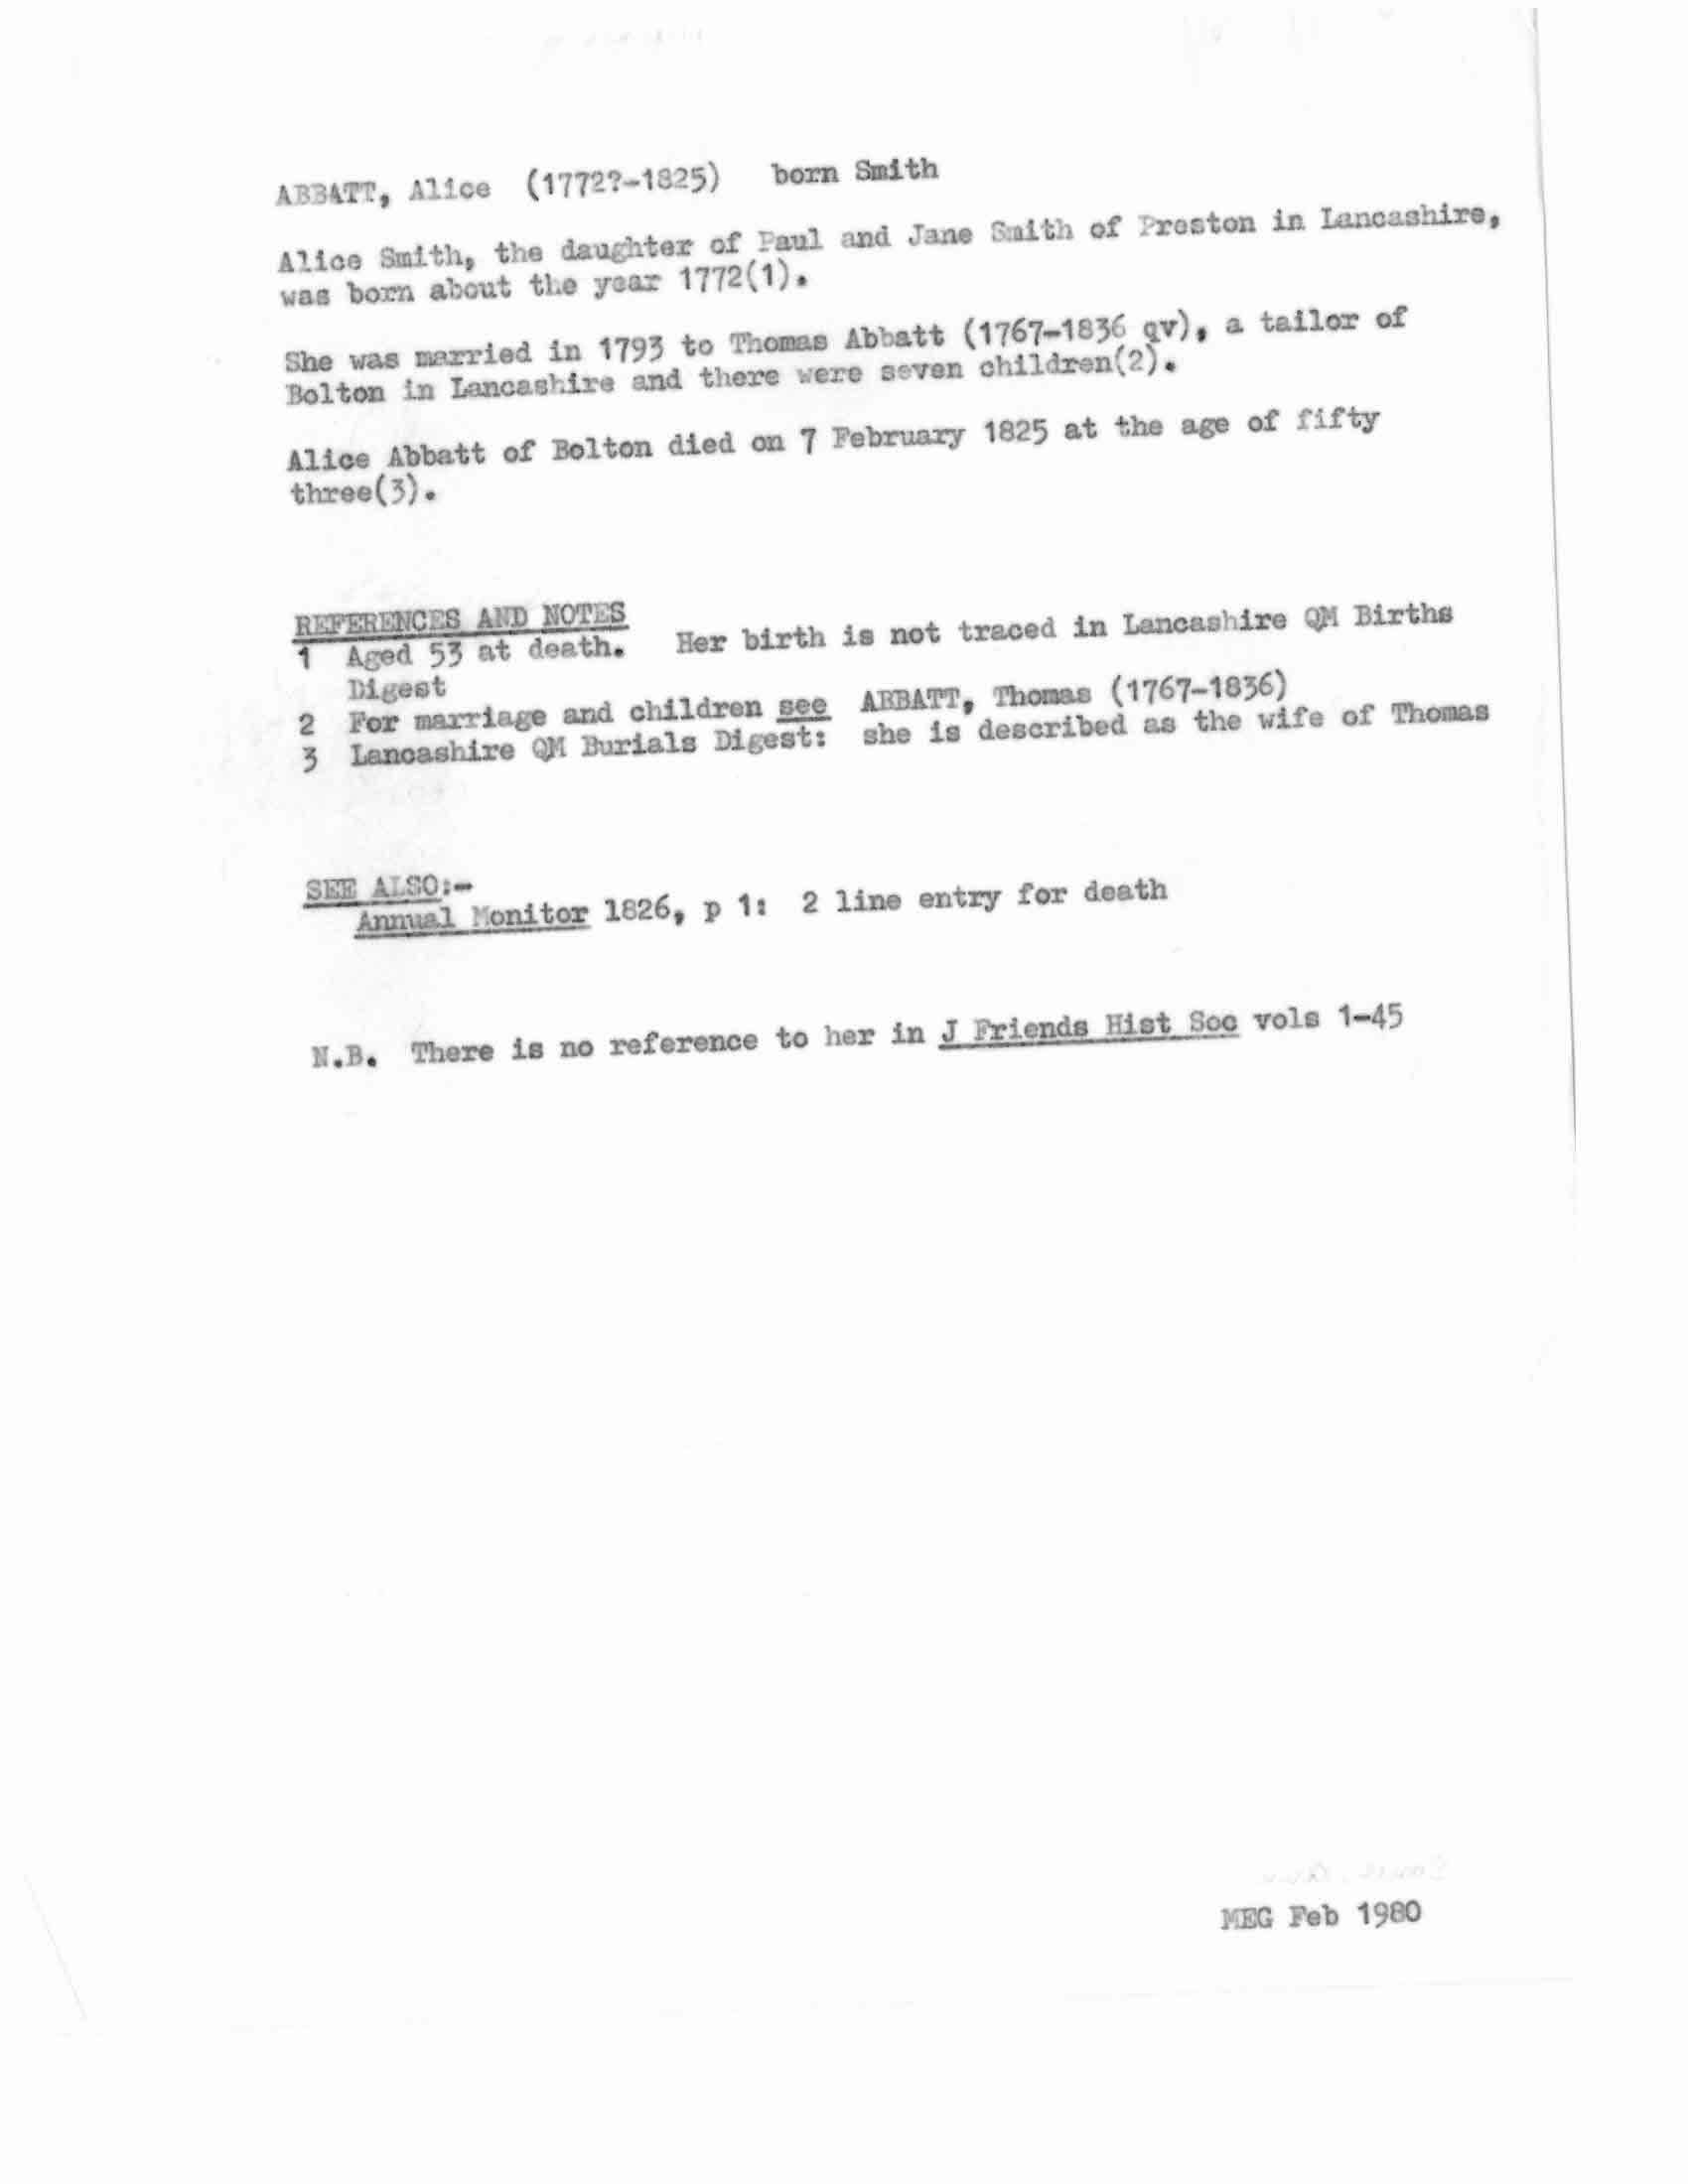 ABBATT, Alice (1772?-1825) born Smith
Alice Smith, the daughter of Paul and Jane Smith of Preston in Lancashire,
was born about the year 1772(1).
She was married in 1793 to Thomas Abbatt (1767-1836 qv), a tailor of
Bolton in Lancashire and there were seven children(2).
Alice Abbatt of Bolton died on 7 February 1825 at the age of fifty
three(3).
REFERENCES AND NOTES
1 Aged 53 at death. Her birth is not traced in Lancashire QM Births
Digest
2 For marriage and children see ABBATT, Thomas (1767-1836)
3 Lancashire QM Burials Digest: she is described as the wife of Thomas
SEE ALSO:-
Annual Monitor 1826, p 1: 2 line entry for death
N.B. There is no reference to her in J Friends Hist Soc vols 1-45
MEG Feb 1980